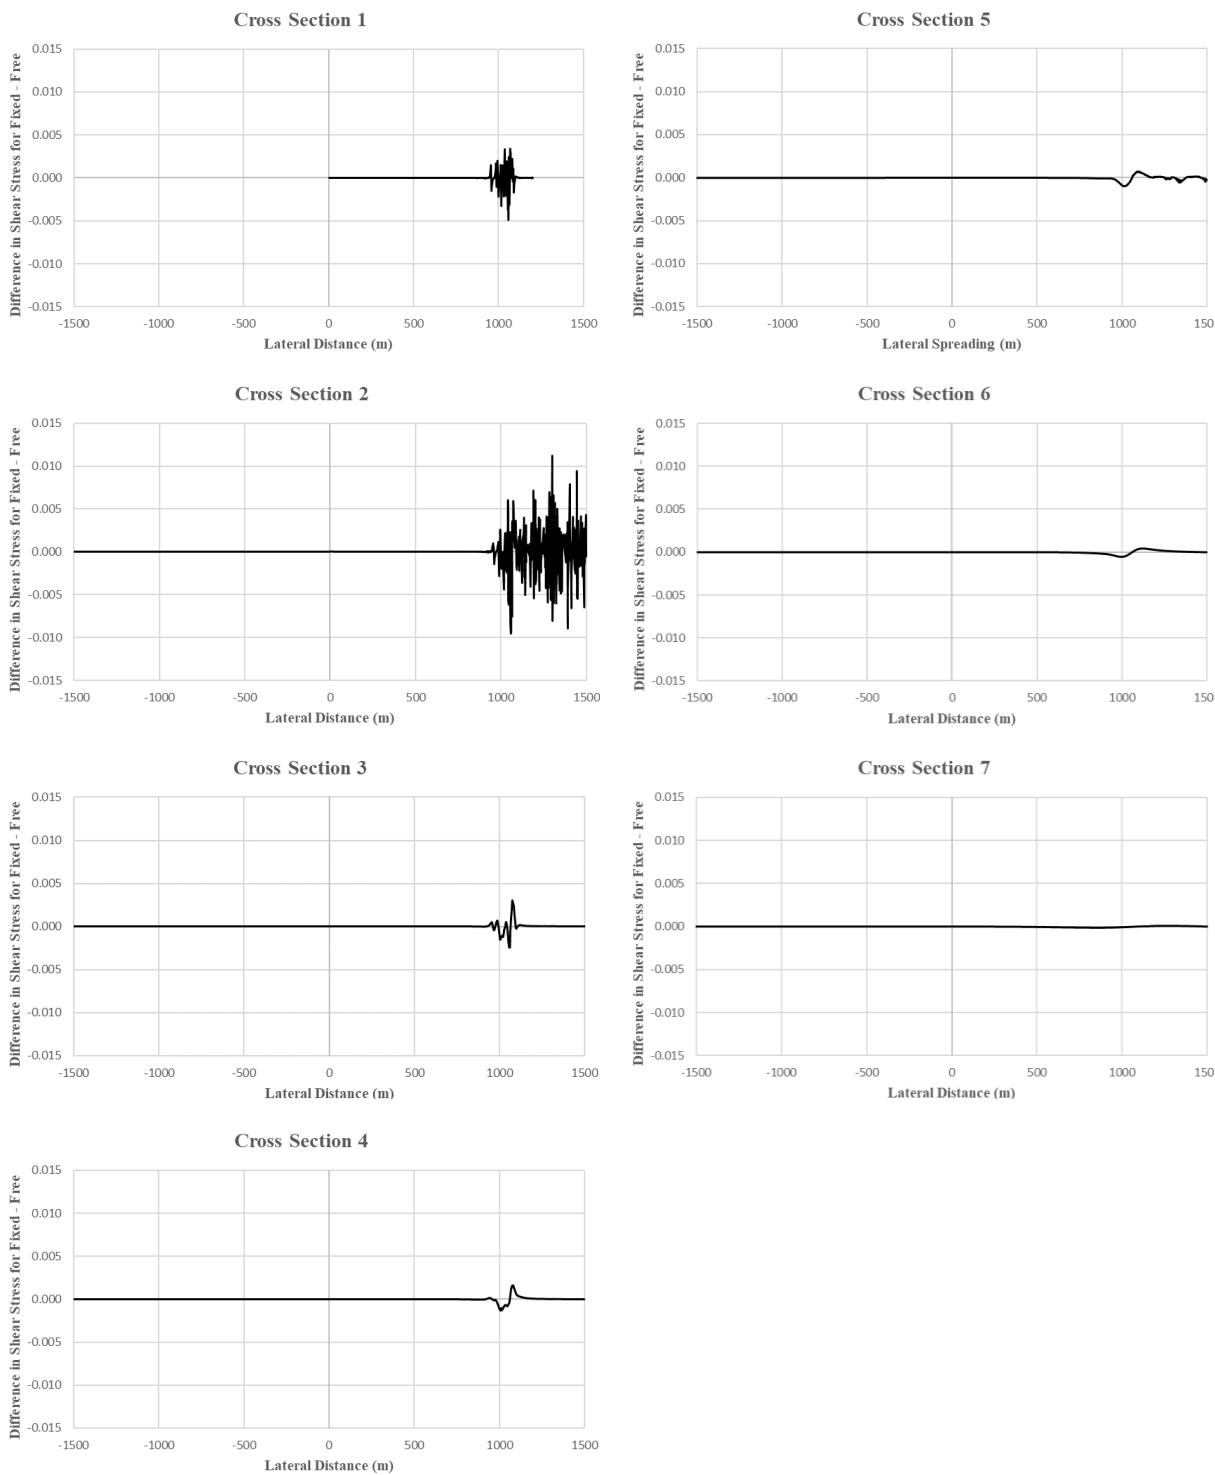 Cross Section 1
Difference in Shear Stress for Fixed - Free
0.015
0.010
0.005
0.000
-0.005
-0.010
-0.015
-1500 -1000 -500 0 500 1000 1500
Lateral Distance (m)
Cross Section 5
Difference in Shear Stress for Fixed - Free
0.015
0.010
0.005
0.000
-0.005
-0.010
-0.015
-1500 -1000 -500 0 500 1000 150
Lateral Spreading (m)
Cross Section 2
Difference in Shear Stress for Fixed - Free
0.015
0.010
0.005
0.000
-0.005
-0.010
-0.015
-1500 -1000 -500 0 500 1000 1500
Lateral Distance (m)
Cross Section 6
Difference in Shear Stress for Fixed - Free
0.015
0.010
0.005
0.000
-0.005
-0.010
-0.015
-1500 -1000 -500 0 500 1000 150
Lateral Distance (m)
Cross Section 3
Difference in Shear Stress for Fixed - Free
0.015
0.010
0.005
0.000
-0.005
-0.010
-0.015
-1500 -1000 -500 0 500 1000 1500
Lateral Distance (m)
Cross Section 7
Difference in Shear Stress for Fixed - Free
0.015
0.010
0.005
0.000
-0.005
-0.010
-0.015
-1500 -1000 -500 0 500 1000 150
Lateral Distance (m)
Cross Section 4
Difference in Shear Stress for Fixed - Free
0.015
0.010
0.005
0.000
-0.005
-0.010
-0.015
-1500 -1000 -500 0 500 1000 1500
Lateral Distance (m)